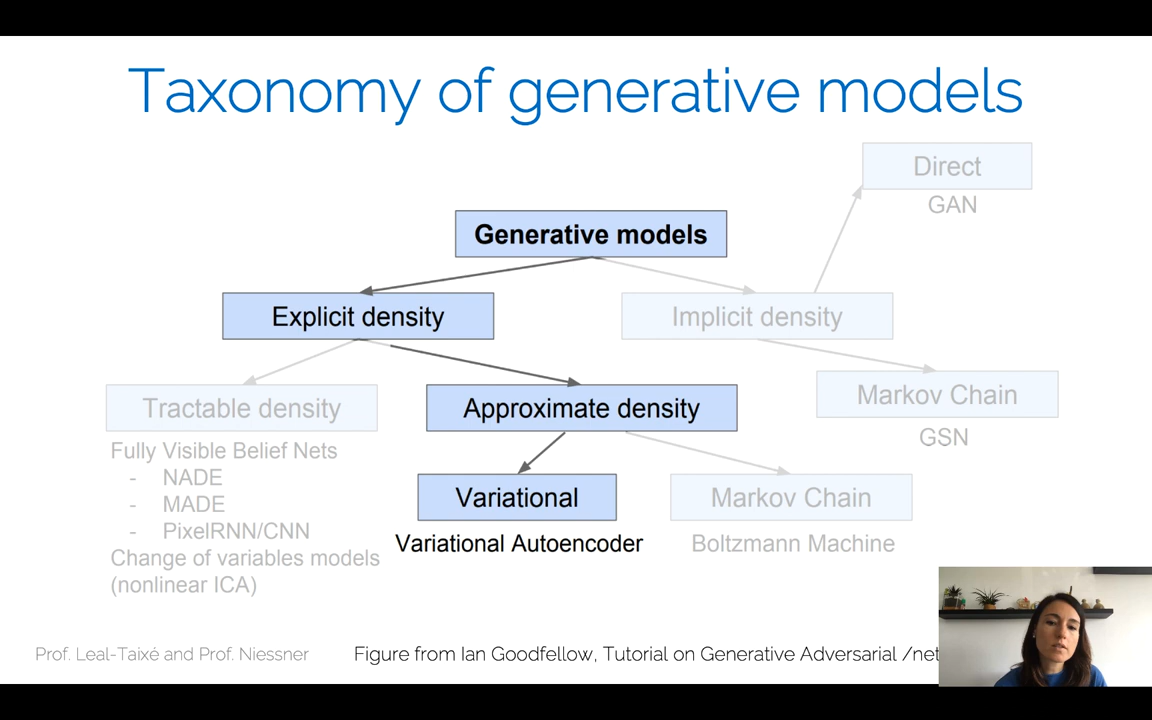 Taxonomy of generative models
Direct
GAN
Generative models
Explicit density
Implicit density
Tractable density
Approximate density
Markov Chain
GSN
Fully Visible Belief Nets
- NADE
- MADE
- PixelRNN/CNN
Change of variables models
(nonlinear ICA)
Variational
Markov Chain
Variational Autoencoder
Boltzmann Machine
Prof. Leal-Taixé and Prof. Niessner
Figure from Ian Goodfellow, Tutorial on Generative Adversarial /net